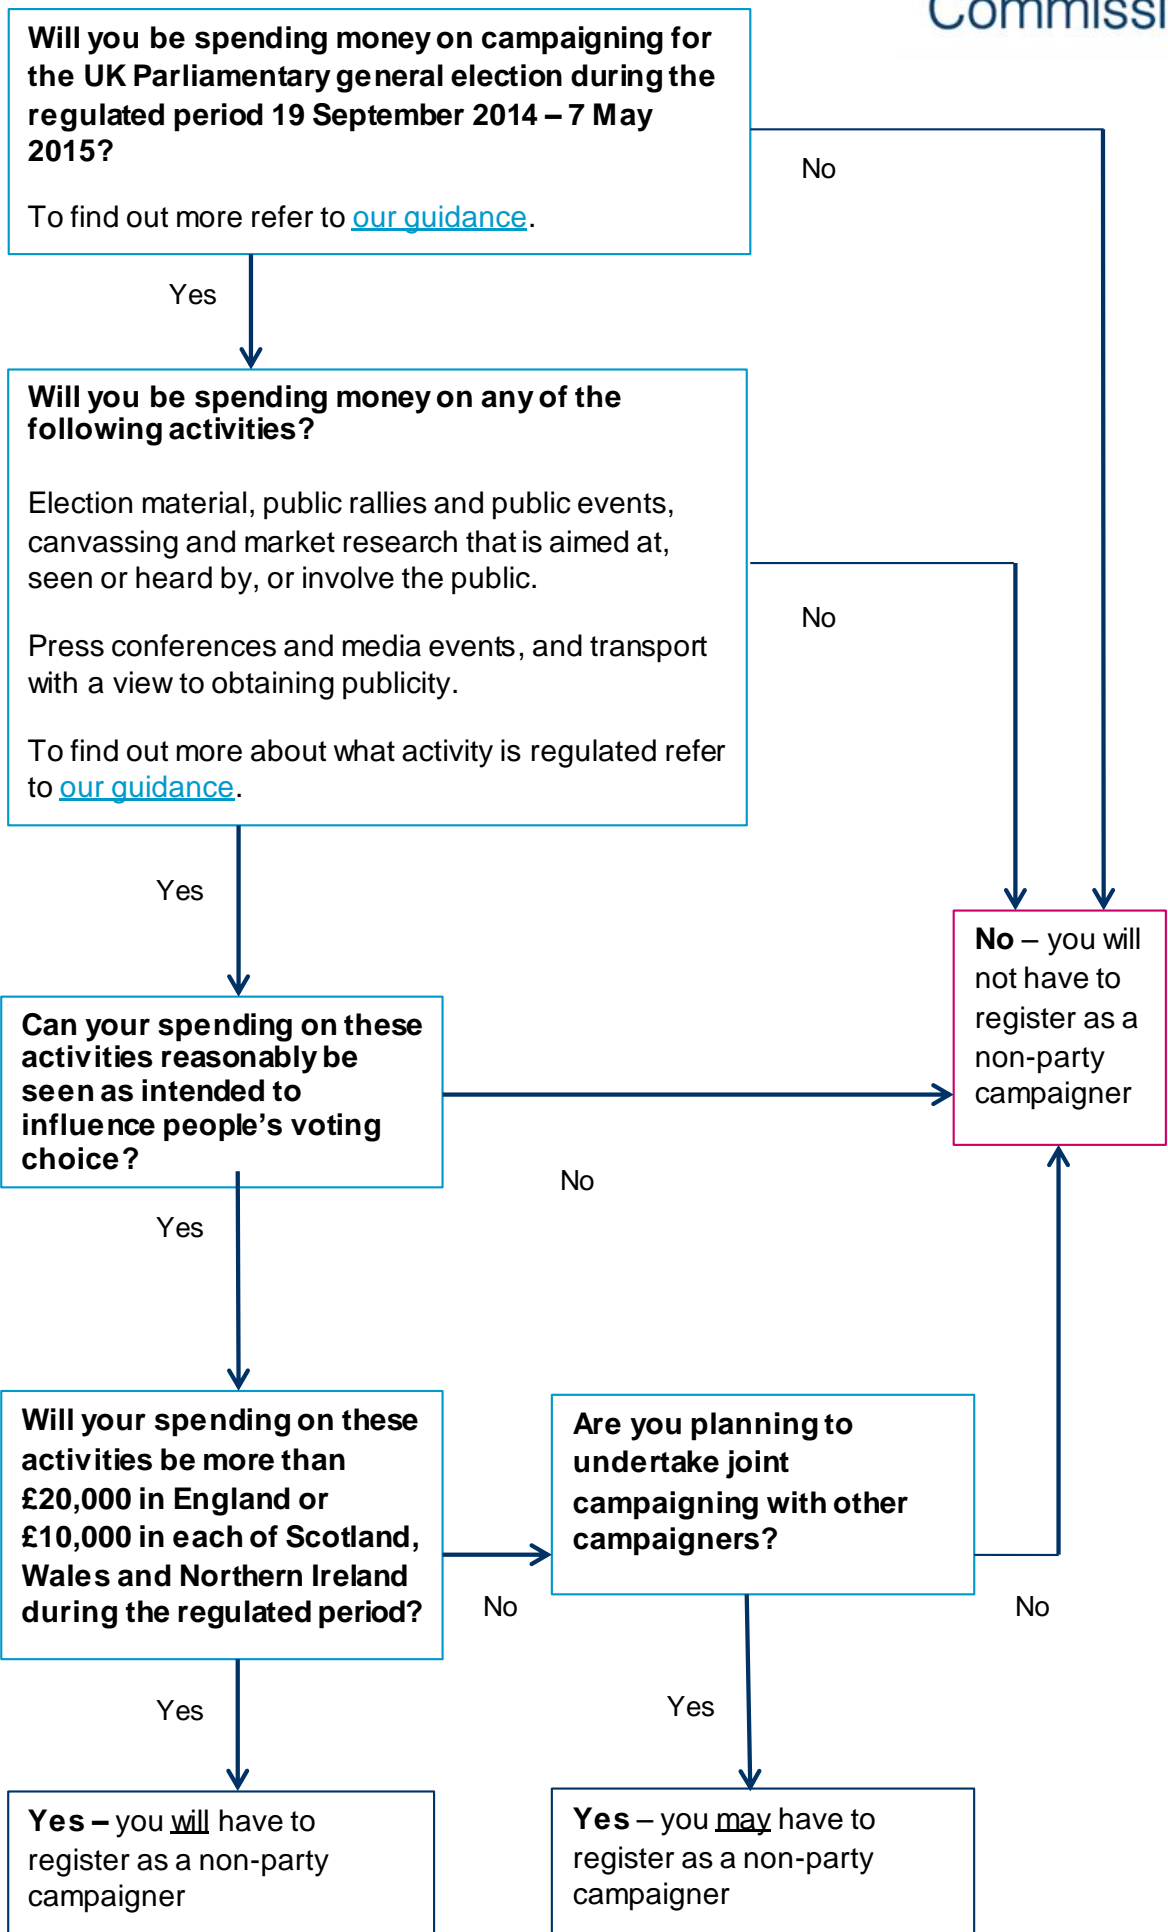 Commissi
Will you be spending money on campaigning for
the UK Parliamentary general election during the
regulated period 19 September 2014 – 7 May
2015?
To find out more refer to our guidance.
No
Yes
Will you be spending money on any of the
following activities?
Election material, public rallies and public events,
canvassing and market research that is aimed at,
seen or heard by, or involve the public.
Press conferences and media events, and transport
with a view to obtaining publicity.
To find out more about what activity is regulated refer
to our guidance.
No
Yes
No – you will
not have to
register as a
non-party
campaigner
Can your spending on these
activities reasonably be
seen as intended to
influence people’s voting
choice?
No
Yes
Will your spending on these
activities be more than
£20,000 in England or
£10,000 in each of Scotland,
Wales and Northern Ireland
during the regulated period?
No
Are you planning to
undertake joint
campaigning with other
campaigners?
No
Yes
Yes
Yes – you will have to
register as a non-party
campaigner
Yes – you may have to
register as a non-party
campaigner